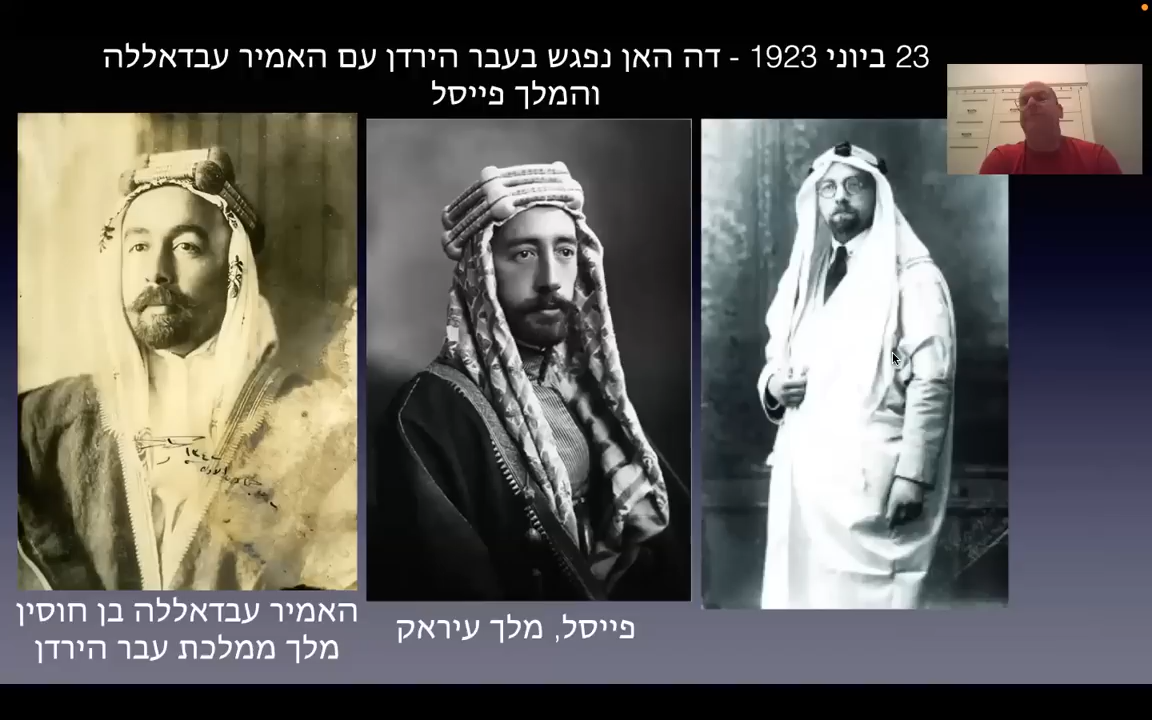 23 ביוני 1923 - דה האן נפגש בעבר הירדן עם האמיר עבדאללה
והמלך פייסל
האמיר עבדאללה בן חוסין
מלך ממלכת עבר הירדן
פייסל, מלך עיראק